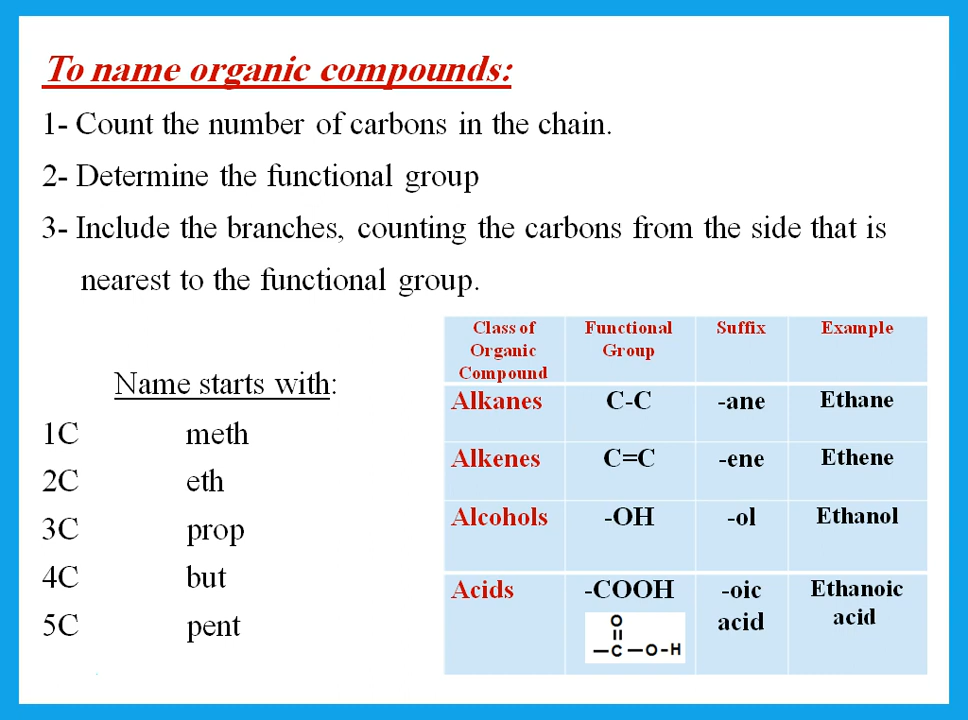 To name organic compounds:
1- Count the number of carbons in the chain.
2- Determine the functional group
3- Include the branches, counting the carbons from the side that is
nearest to the functional group.
Name starts with:
1C meth
2C eth
3C prop
4C but
5C pent
Class of Organic Compound Functional Group Suffix Example
Alkanes C-C -ane Ethane
Alkenes C=C -ene Ethene
Alcohols -OH -ol Ethanol
Acids -COOH -oic acid Ethanoic acid
O
=
–C–O-H